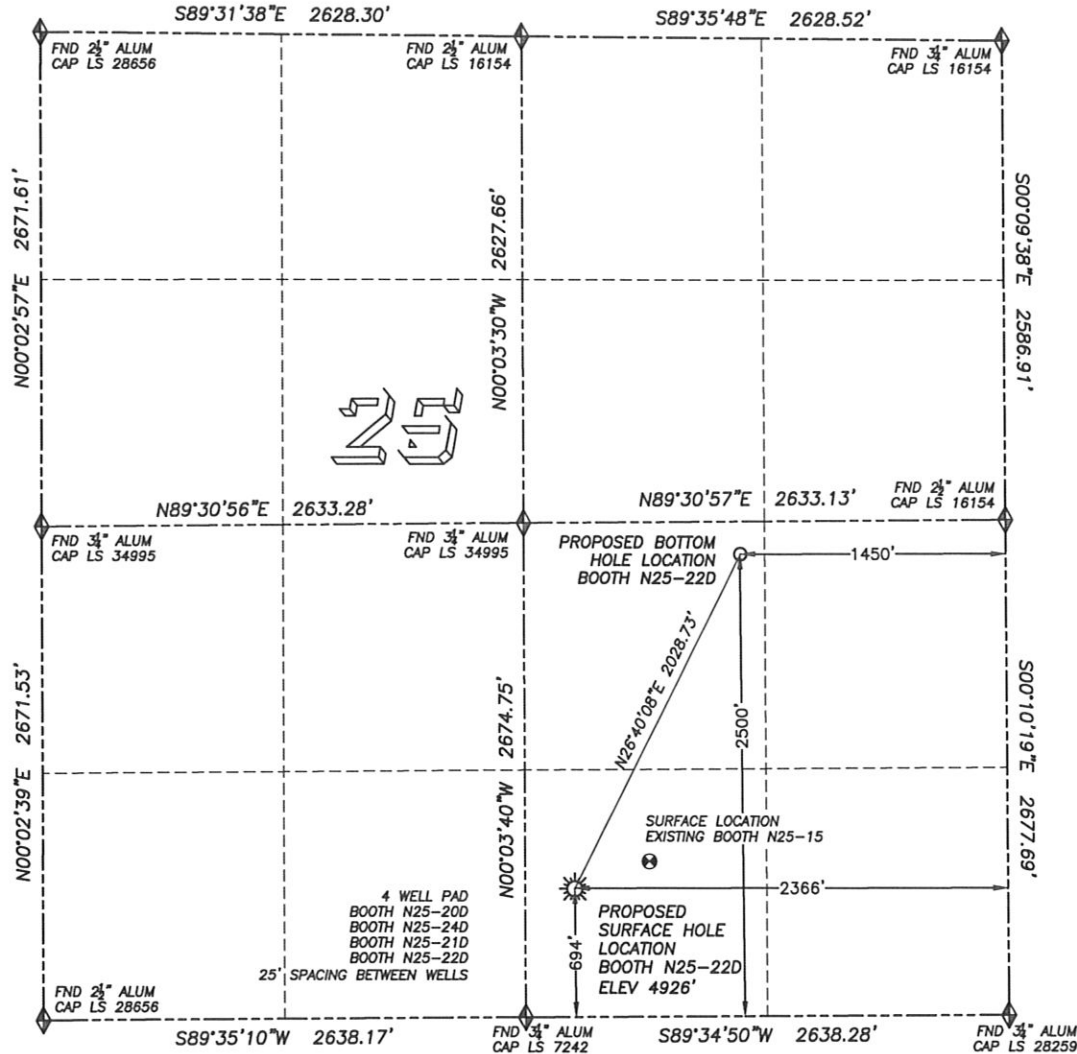 S89°31'38"E 2628.30'
S89°35'48"E 2628.52'
FND 2½" ALUM
CAP LS 28656
FND 2½" ALUM
CAP LS 16154
FND 3¼" ALUM
CAP LS 16154
N00°02'57"E 2671.61'
N00°03'30"W 2627.66'
S00°09'38"E 2586.91'
25
N89°30'56"E 2633.28'
N89°30'57"E 2633.13'
FND 2½" ALUM
CAP LS 16154
FND 3¼" ALUM
CAP LS 34995
FND 3¼" ALUM
CAP LS 34995
PROPOSED BOTTOM
HOLE LOCATION
BOOTH N25-22D
1450'
N26°40'08"E 2028.73'
2500'
N00°02'39"E 2671.53'
N00°03'40"W 2674.75'
S00°10'19"E 2677.69'
SURFACE LOCATION
EXISTING BOOTH N25-15
2366'
694'
4 WELL PAD
BOOTH N25-20D
BOOTH N25-24D
BOOTH N25-21D
BOOTH N25-22D
25' SPACING BETWEEN WELLS
PROPOSED
SURFACE HOLE
LOCATION
BOOTH N25-22D
ELEV 4926'
FND 2½" ALUM
CAP LS 28656
S89°35'10"W 2638.17'
FND 3¼" ALUM
CAP LS 7242
S89°34'50"W 2638.28'
FND 3¼" ALUM
CAP LS 28259